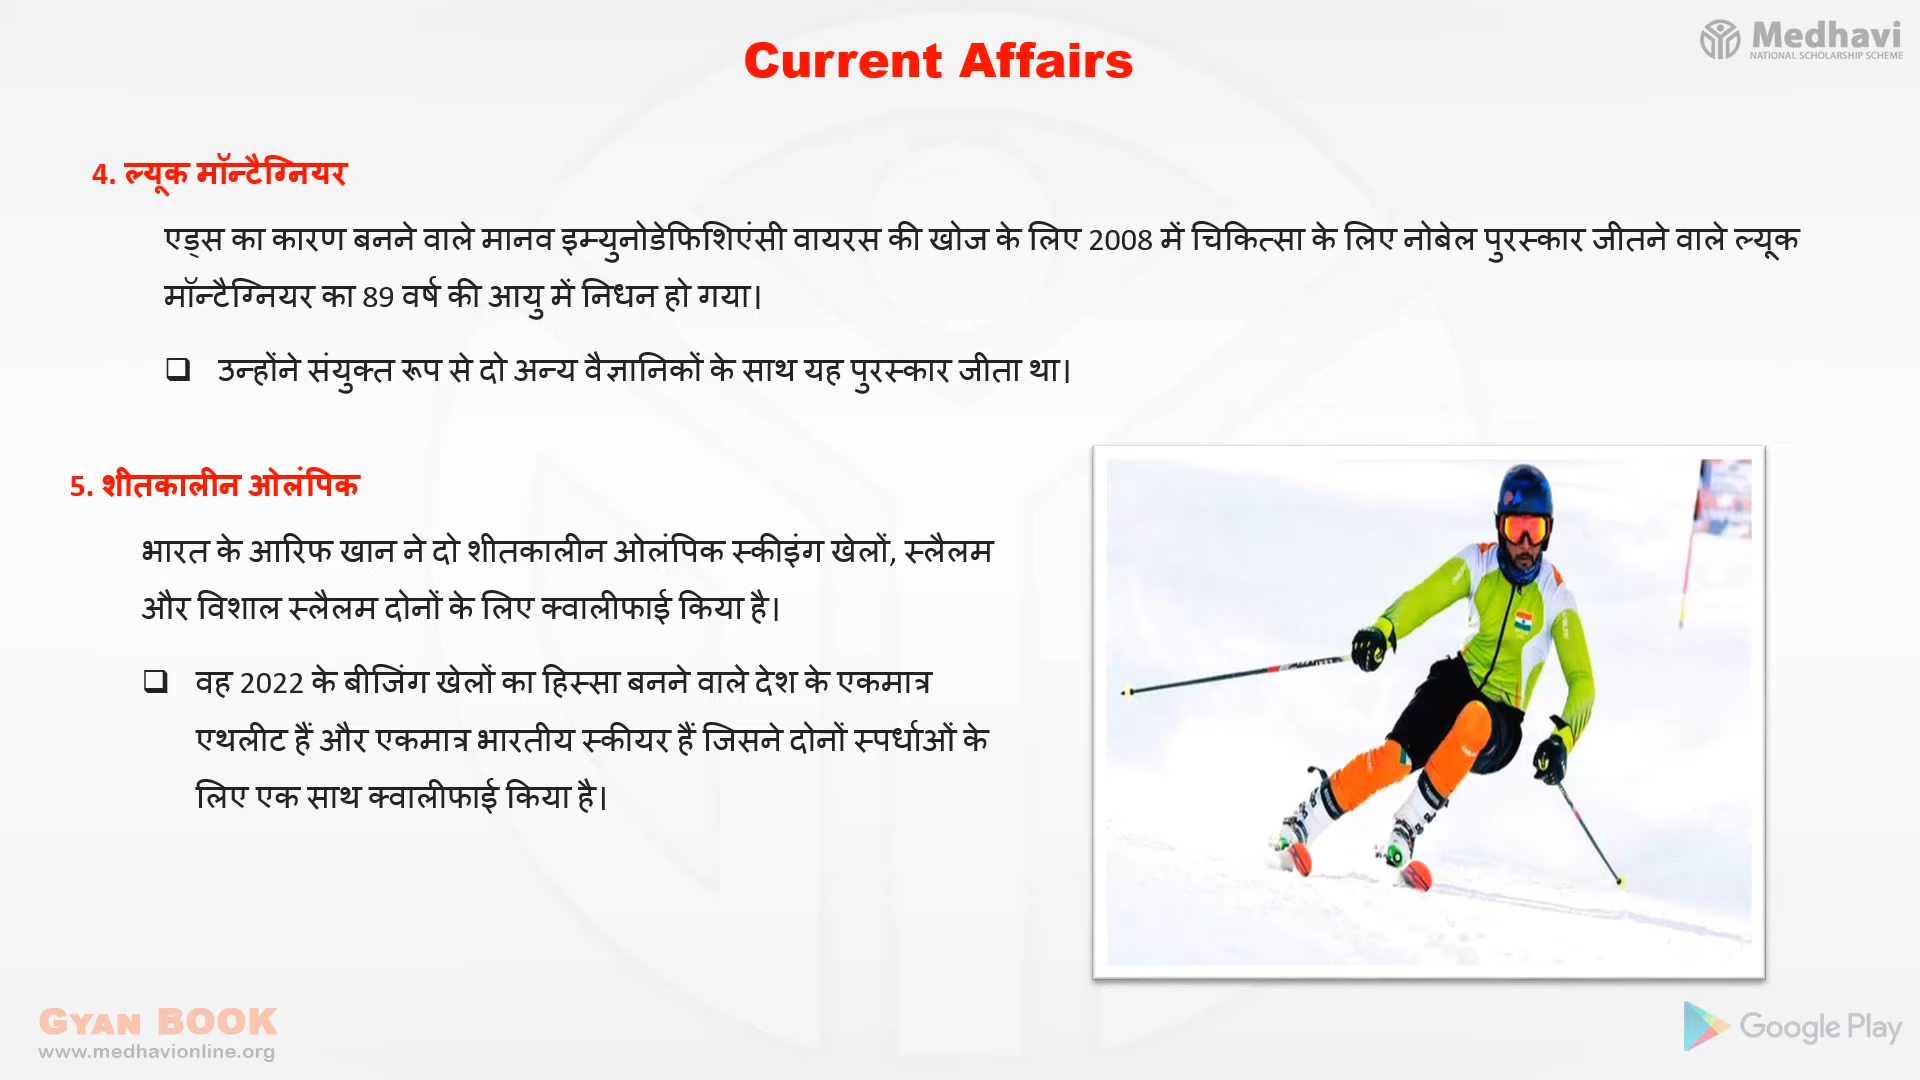 Current Affairs
Medhavi
NATIONAL SCHOLARSHIP SCHEME
4. ल्यूक मॉन्टैग्नियर
एड्स का कारण बनने वाले मानव इम्युनोडेफिशिएंसी वायरस की खोज के लिए 2008 में चिकित्सा के लिए नोबेल पुरस्कार जीतने वाले ल्यूक
मॉन्टैग्नियर का 89 वर्ष की आयु में निधन हो गया।
❑ उन्होंने संयुक्त रूप से दो अन्य वैज्ञानिकों के साथ यह पुरस्कार जीता था।
5. शीतकालीन ओलंपिक
भारत के आरिफ खान ने दो शीतकालीन ओलंपिक स्कीइंग खेलों, स्लैलम
और विशाल स्लैलम दोनों के लिए क्वालीफाई किया है।
❑ वह 2022 के बीजिंग खेलों का हिस्सा बनने वाले देश के एकमात्र
एथलीट हैं और एकमात्र भारतीय स्कीयर हैं जिसने दोनों स्पर्धाओं के
लिए एक साथ क्वालीफाई किया है।
GYAN BOOK
www.medhavionline.org
Google Play